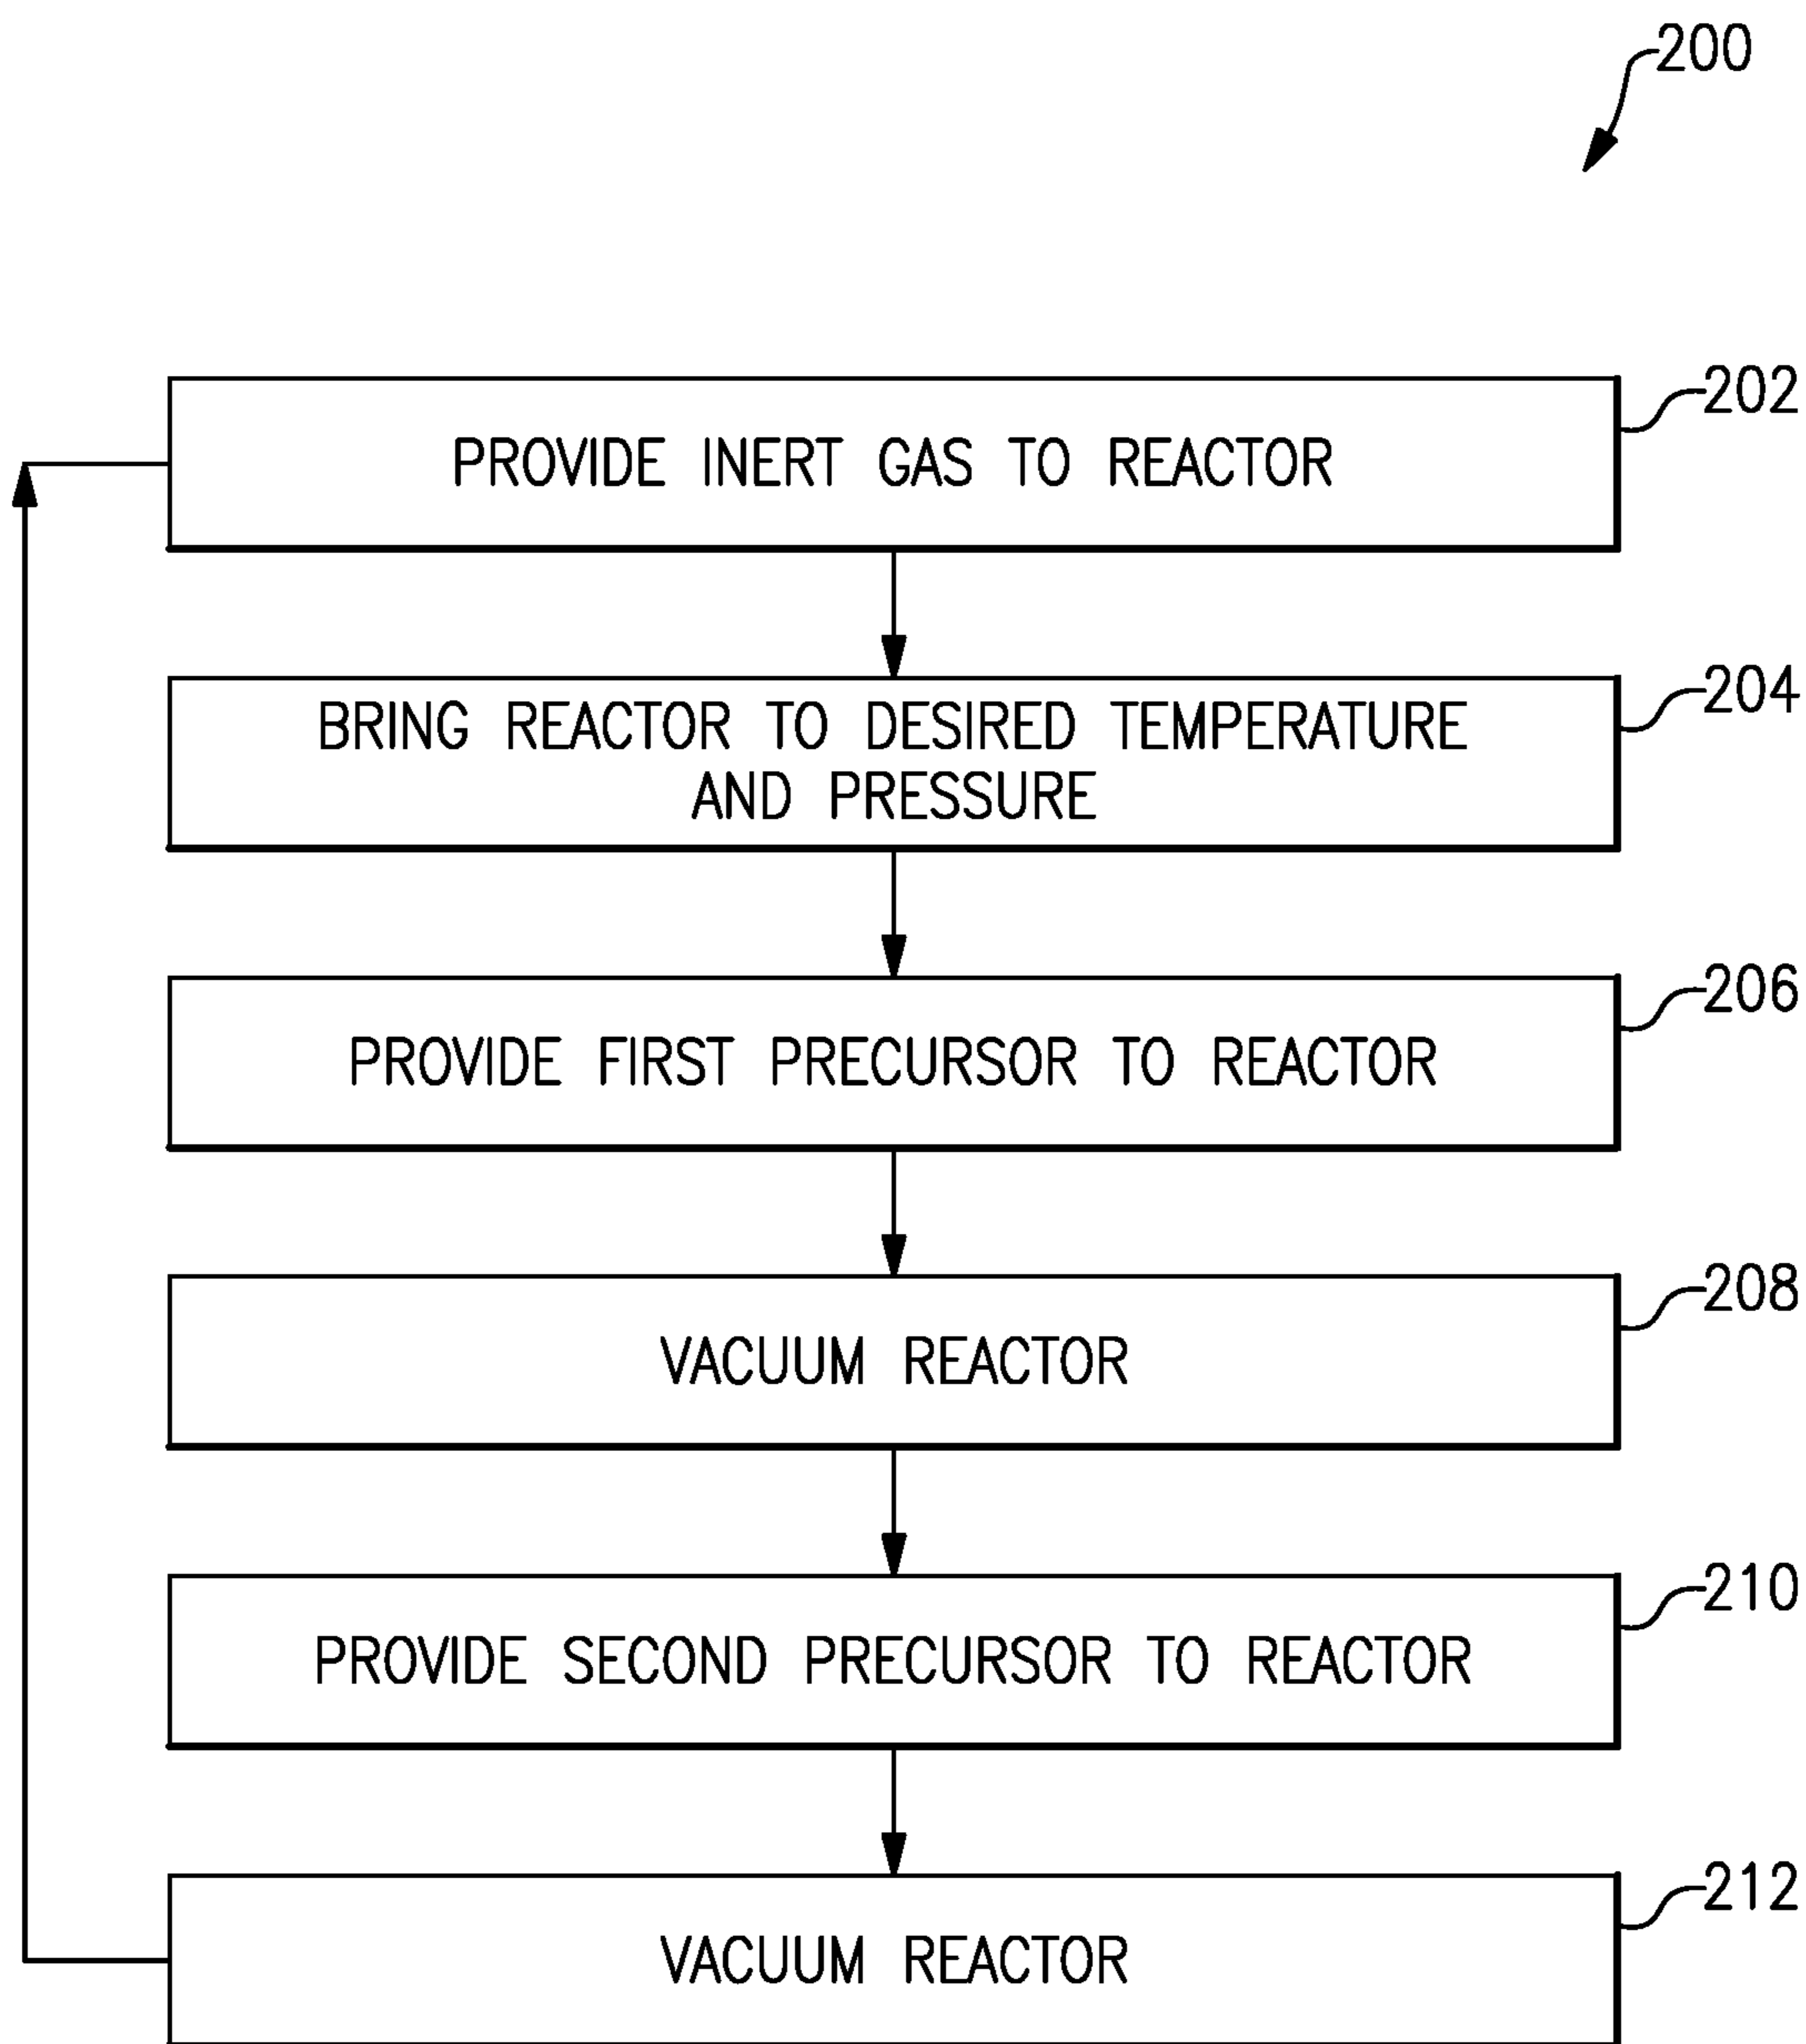 200
PROVIDE INERT GAS TO REACTOR
202
BRING REACTOR TO DESIRED TEMPERATURE
AND PRESSURE
204
PROVIDE FIRST PRECURSOR TO REACTOR
206
VACUUM REACTOR
208
PROVIDE SECOND PRECURSOR TO REACTOR
210
VACUUM REACTOR
212